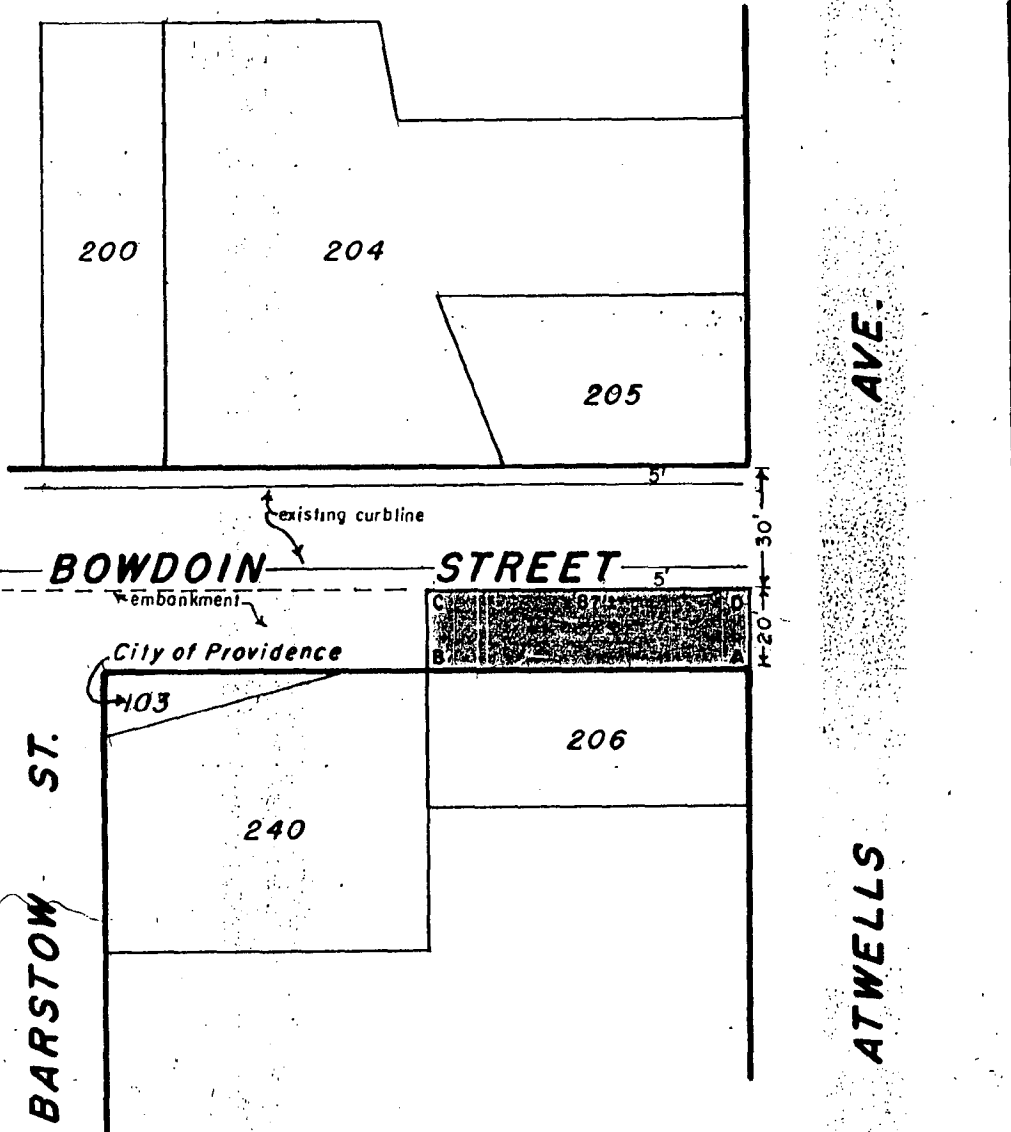 200
204
205
AVE.
5'
existing curbline
30'
BOWDOIN STREET
5'
embankment
C 87'± D
20'
City of Providence
B A
103
206
ST.
240
BARSTOW
ATWELLS